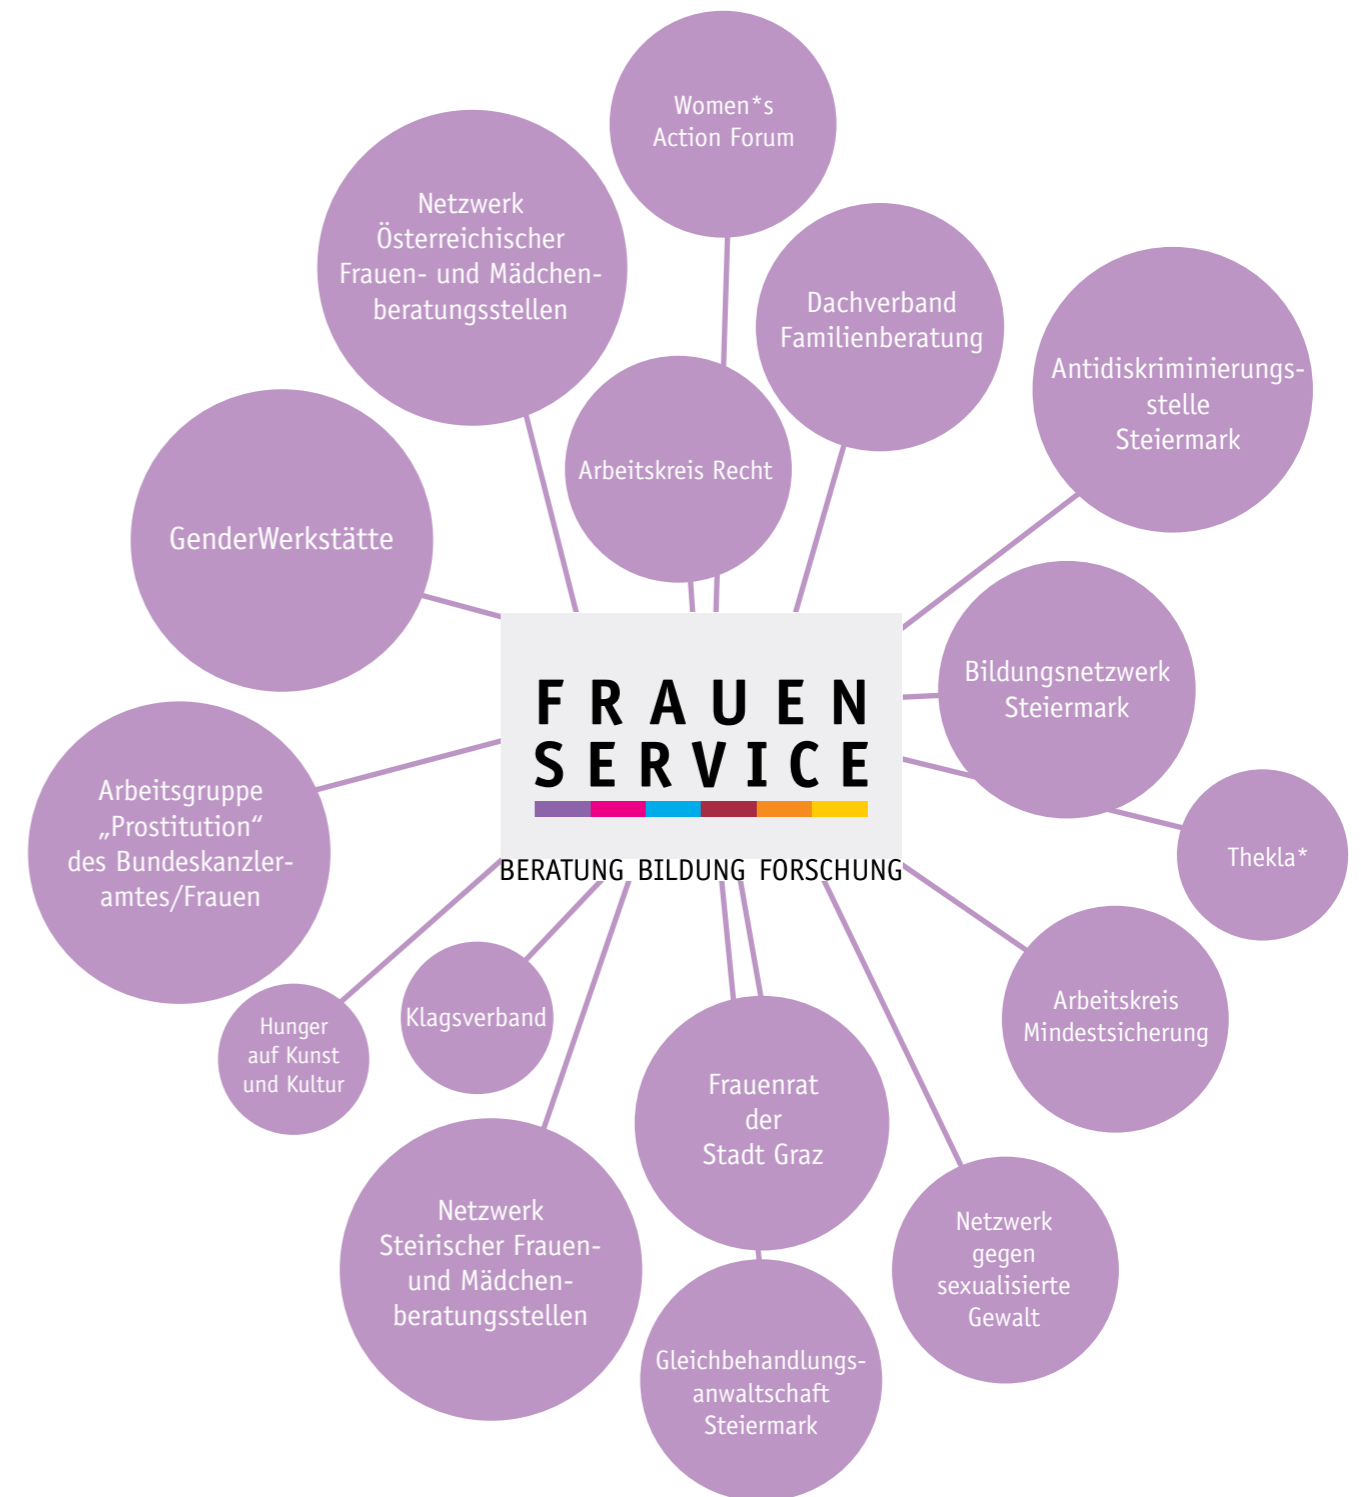 Women*s
Action Forum
Netzwerk
Österreichischer
Frauen- und Mädchen-
beratungsstellen
Dachverband
Familienberatung
Antidiskriminierungs-
stelle
Steiermark
Arbeitskreis Recht
GenderWerkstätte
FRAUEN
SERVICE
BERATUNG BILDUNG FORSCHUNG
Bildungsnetzwerk
Steiermark
Arbeitsgruppe
„Prostitution“
des Bundeskanzler-
amtes/Frauen
Thekla*
Hunger
auf Kunst
und Kultur
Klagsverband
Arbeitskreis
Mindestsicherung
Frauenrat
der
Stadt Graz
Netzwerk
Steirischer Frauen-
und Mädchen-
beratungsstellen
Netzwerk
gegen
sexualisierte
Gewalt
Gleichbehandlungs-
anwaltschaft
Steiermark